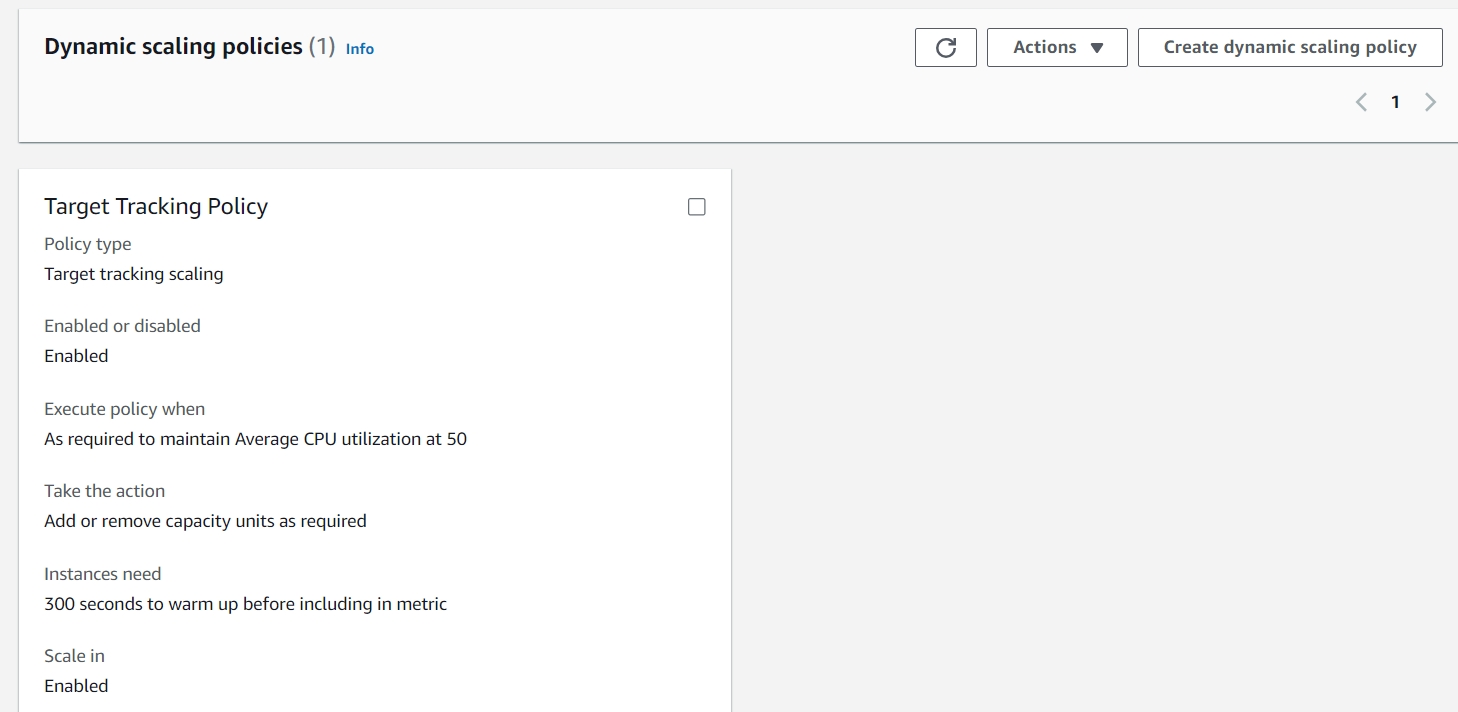 Dynamic scaling policies (1) Info
Actions
Create dynamic scaling policy
1
Target Tracking Policy
Policy type
Target tracking scaling
Enabled or disabled
Enabled
Execute policy when
As required to maintain Average CPU utilization at 50
Take the action
Add or remove capacity units as required
Instances need
300 seconds to warm up before including in metric
Scale in
Enabled